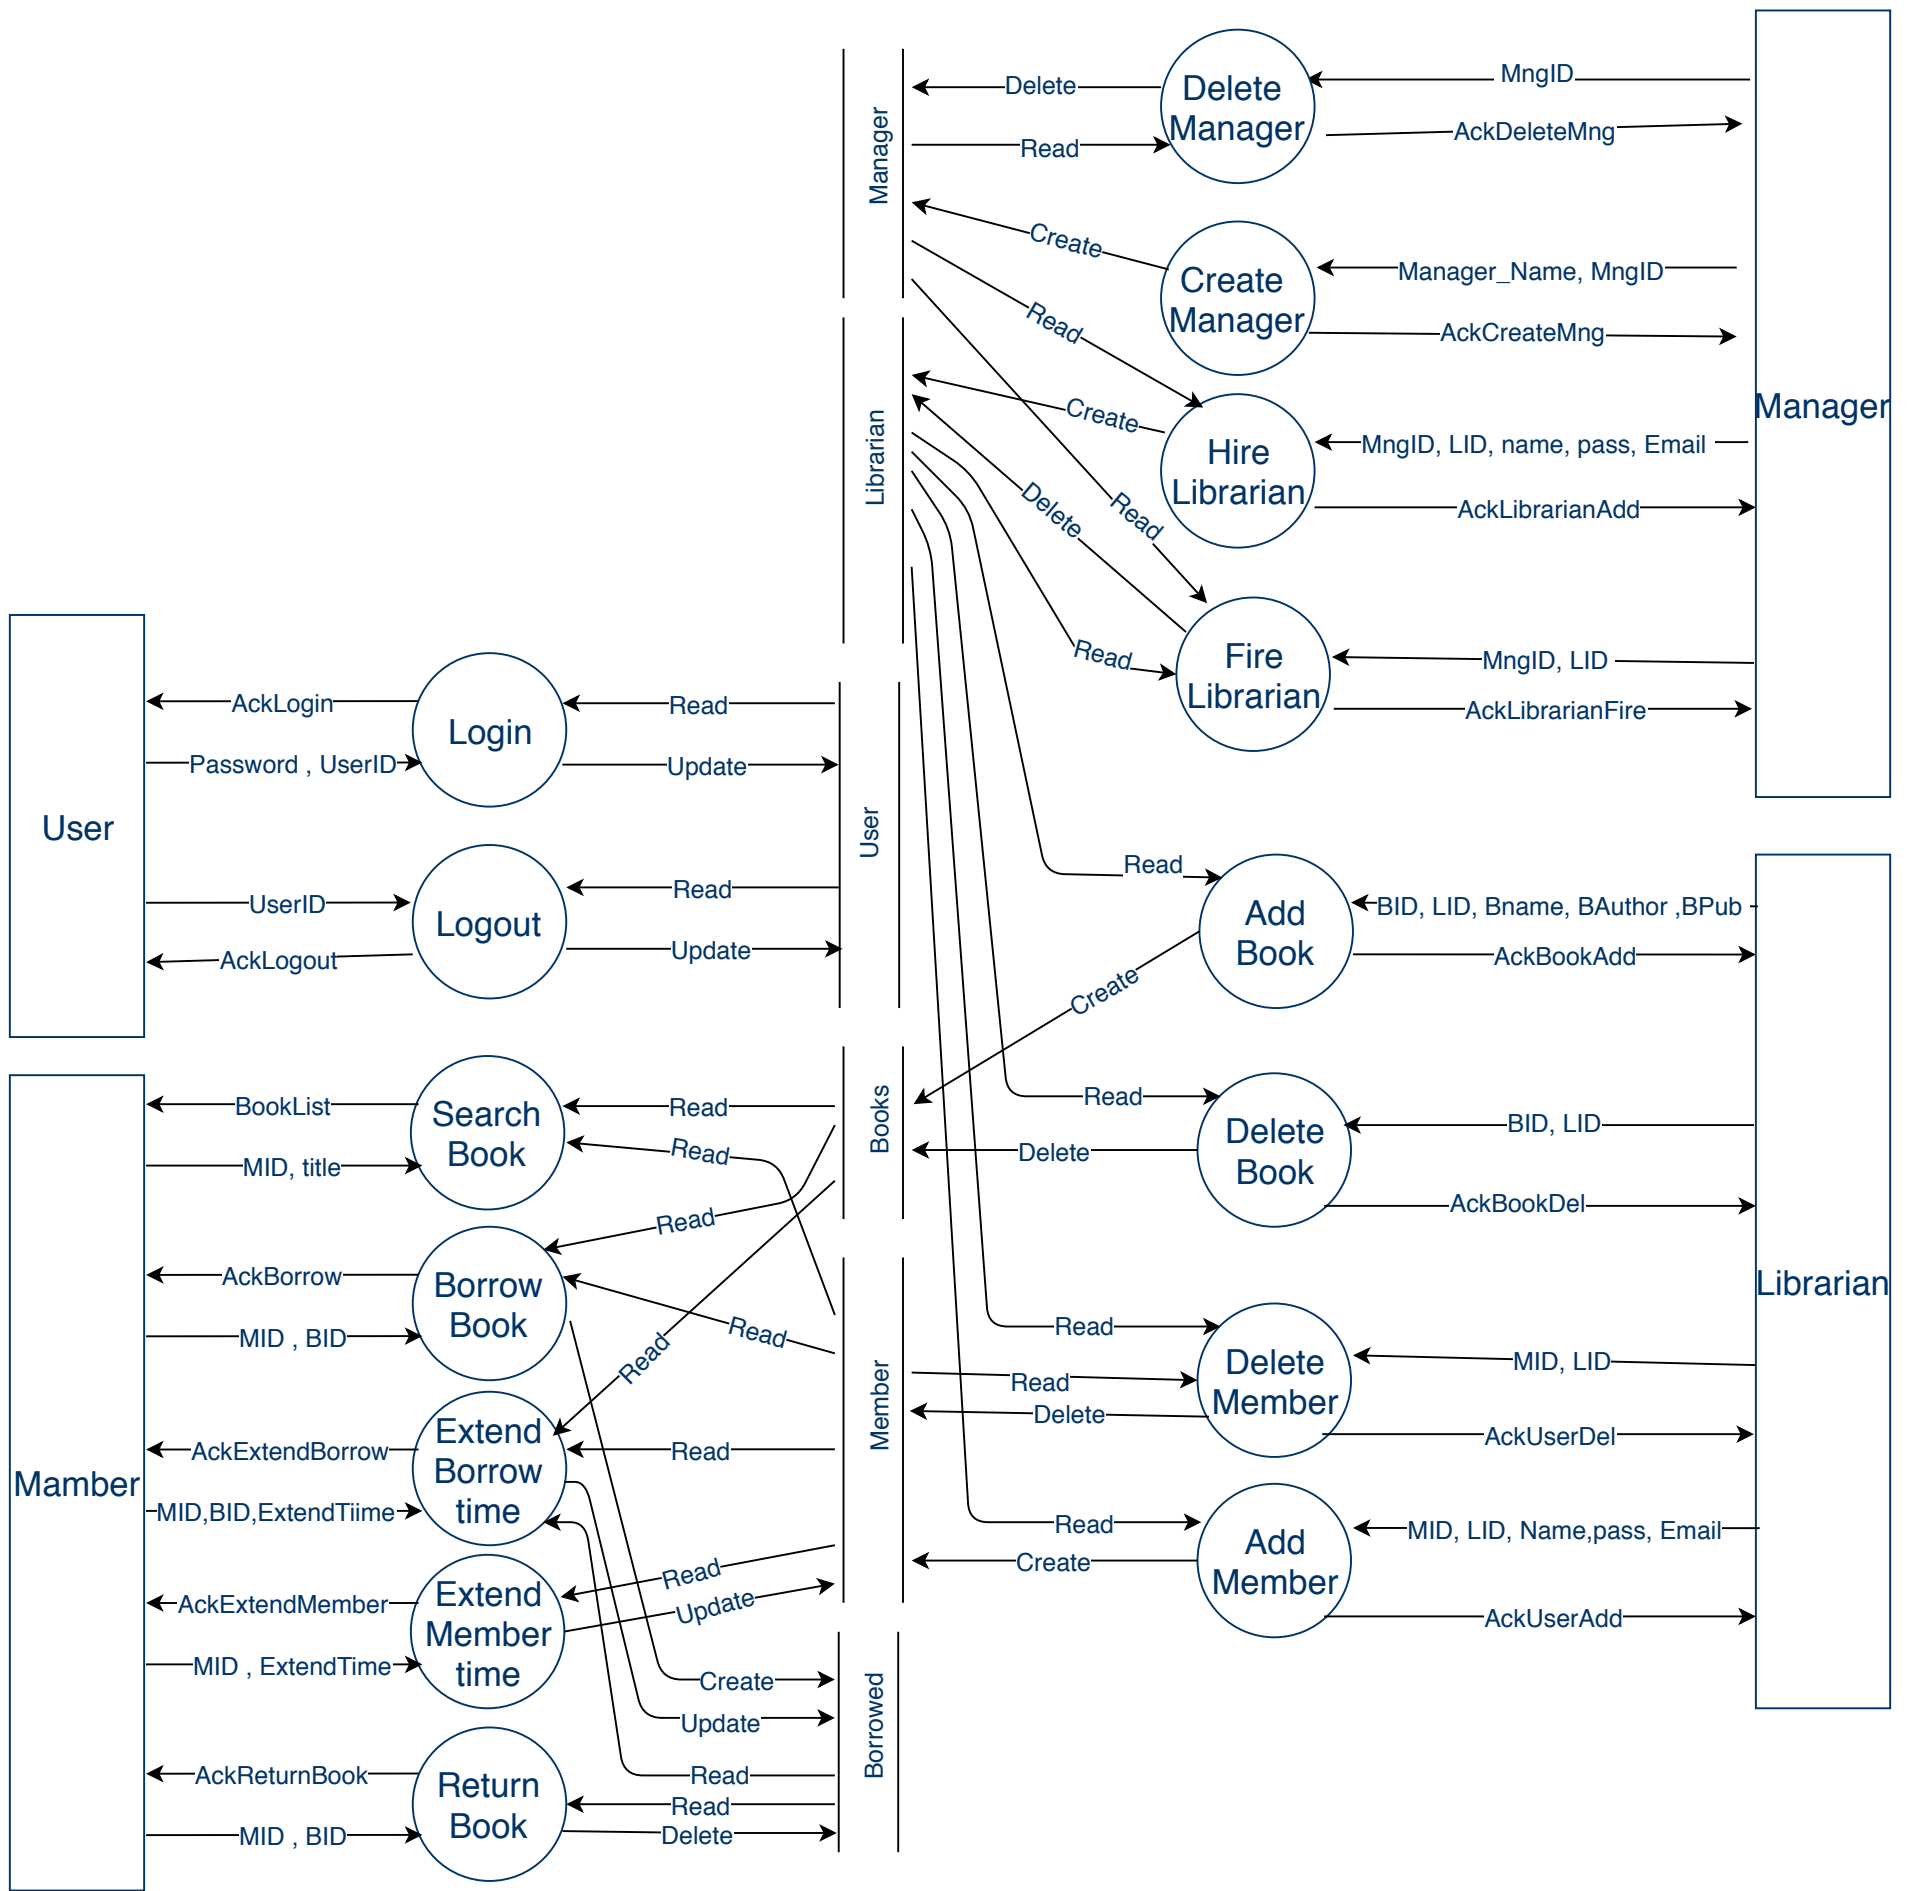 Delete
Manager
MngID
AckDeleteMng
Delete
Read
Manager
Create
Manager
Create
Manager_Name, MngID
AckCreateMng
Read
Manager
Hire
Librarian
Create
MngID, LID, name, pass, Email
AckLibrarianAdd
Librarian
Delete
Read
Read
Fire
Librarian
MngID, LID
AckLibrarianFire
User
AckLogin
Password , UserID
Login
Read
Update
User
UserID
AckLogout
Logout
Read
Update
Read
Add
Book
BID, LID, Bname, BAuthor ,BPub
AckBookAdd
Create
Mamber
BookList
MID, title
Search
Book
Read
Read
Books
Read
Delete
Delete
Book
BID, LID
AckBookDel
Librarian
AckBorrow
MID , BID
Borrow
Book
Read
Read
Read
Member
Read
Read
Delete
Delete
Member
MID, LID
AckUserDel
AckExtendBorrow
MID,BID,ExtendTiime
Extend
Borrow
time
Read
Read
Create
Add
Member
MID, LID, Name,pass, Email
AckUserAdd
AckExtendMember
MID , ExtendTime
Extend
Member
time
Read
Update
Create
Update
Read
Borrowed
AckReturnBook
MID , BID
Return
Book
Read
Delete